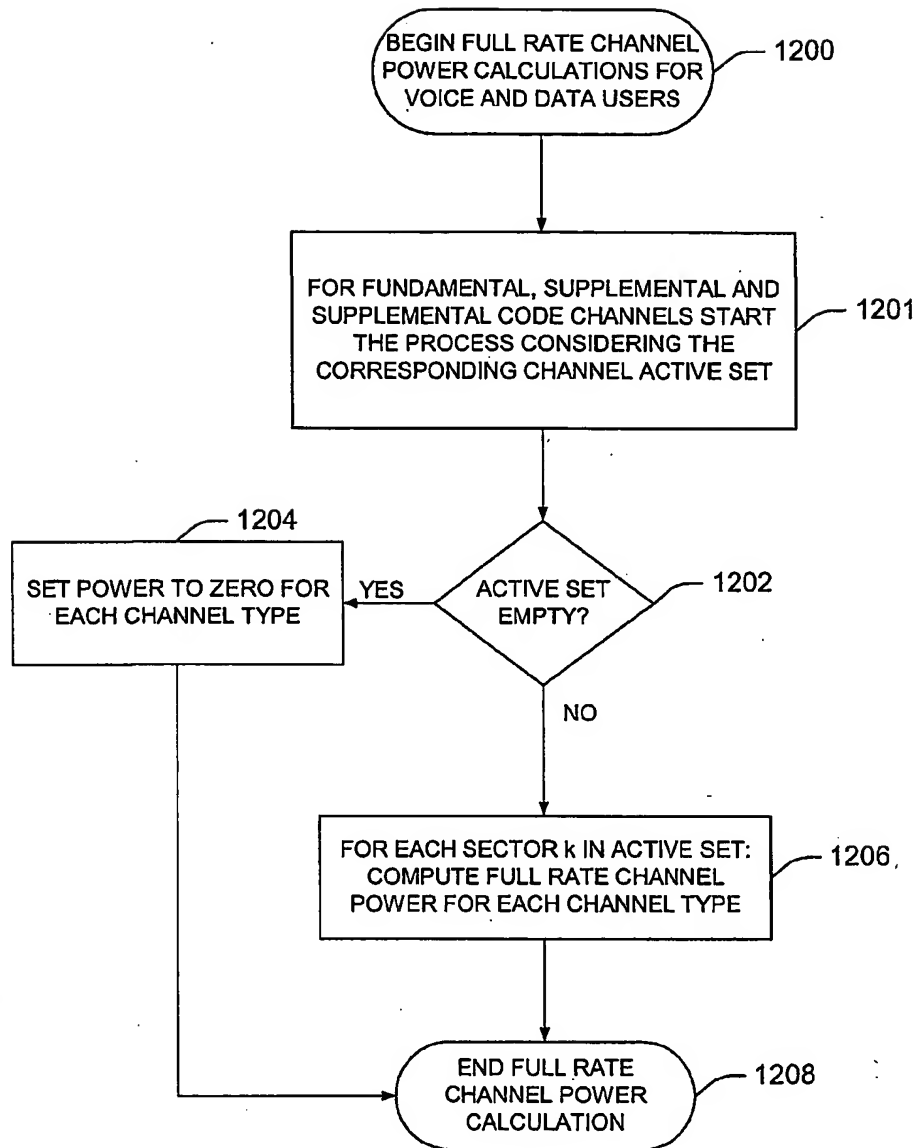 BEGIN FULL RATE CHANNEL
POWER CALCULATIONS FOR
VOICE AND DATA USERS
1200
FOR FUNDAMENTAL, SUPPLEMENTAL AND
SUPPLEMENTAL CODE CHANNELS START
THE PROCESS CONSIDERING THE
CORRESPONDING CHANNEL ACTIVE SET
1201
1204
SET POWER TO ZERO FOR
EACH CHANNEL TYPE
YES
ACTIVE SET
EMPTY?
1202
NO
FOR EACH SECTOR k IN ACTIVE SET:
COMPUTE FULL RATE CHANNEL
POWER FOR EACH CHANNEL TYPE
1206
END FULL RATE
CHANNEL POWER
CALCULATION
1208